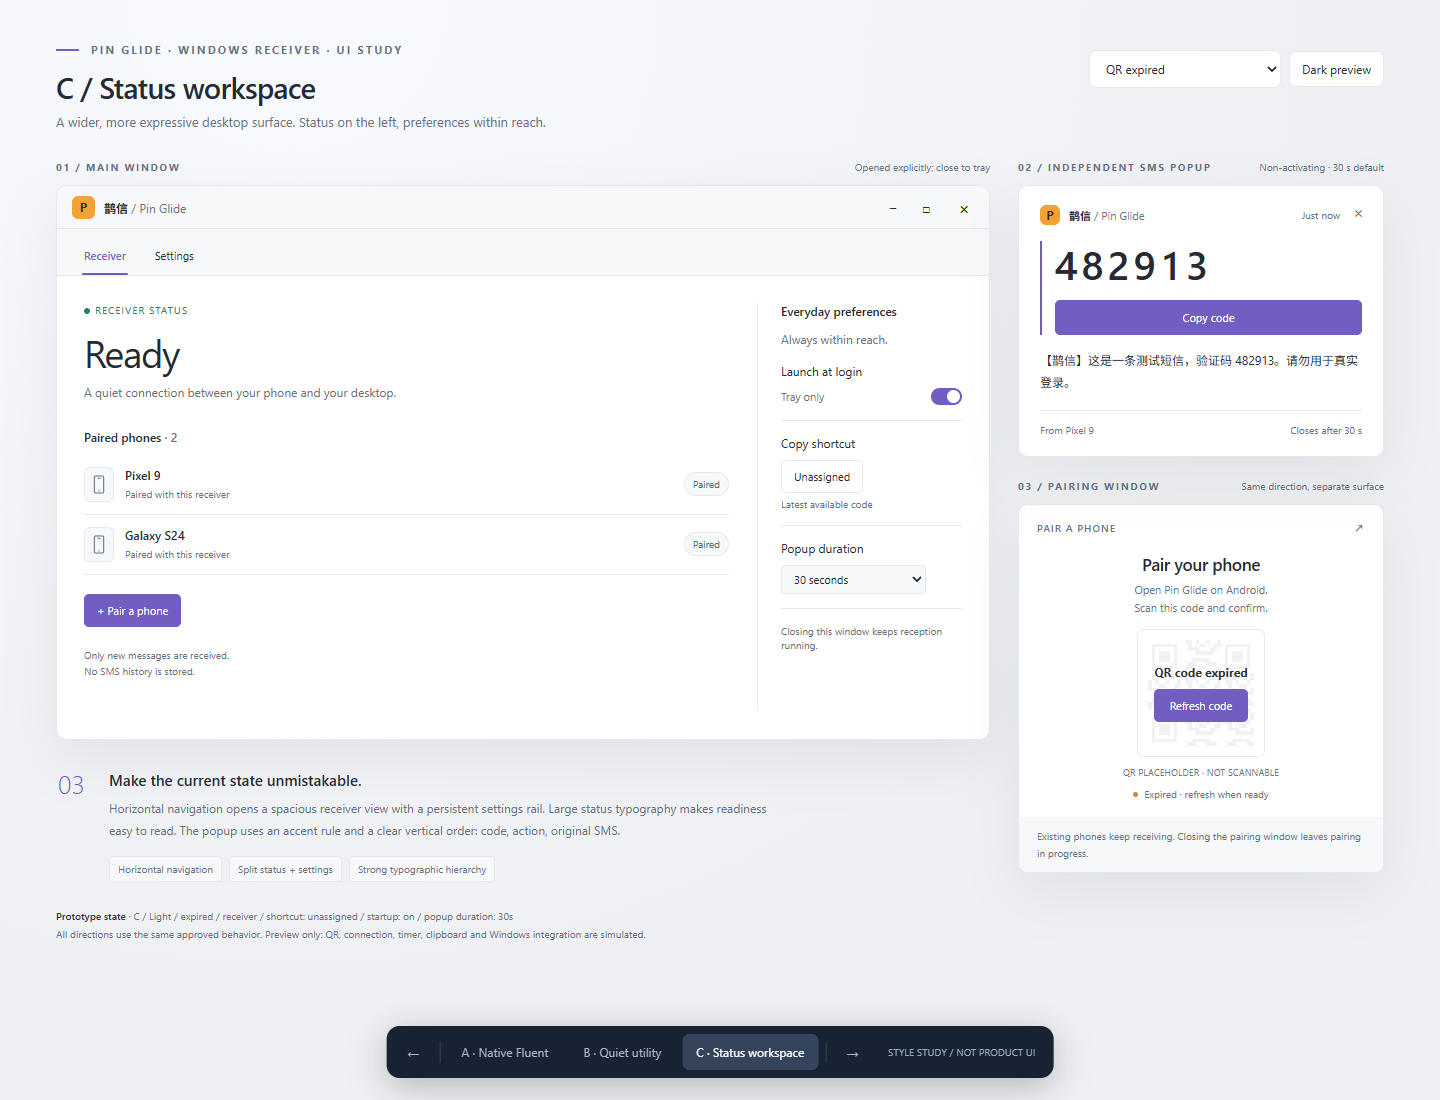 PIN GLIDE · WINDOWS RECEIVER · UI STUDY
C / Status workspace
A wider, more expressive desktop surface. Status on the left, preferences within reach.
QR expired
Dark preview
01 / MAIN WINDOW
Opened explicitly; close to tray
P 鹊信 / Pin Glide
Receiver
Settings
RECEIVER STATUS
Ready
A quiet connection between your phone and your desktop.
Paired phones · 2
Pixel 9
Paired with this receiver
Paired
Galaxy S24
Paired with this receiver
Paired
+ Pair a phone
Only new messages are received.
No SMS history is stored.
Everyday preferences
Always within reach.
Launch at login
Tray only
Copy shortcut
Unassigned
Latest available code
Popup duration
30 seconds
Closing this window keeps reception
running.
02 / INDEPENDENT SMS POPUP
Non-activating · 30 s default
P 鹊信 / Pin Glide
Just now
482913
Copy code
【鹊信】这是一条测试短信，验证码 482913。请勿用于真实
登录。
From Pixel 9
Closes after 30 s
03 / PAIRING WINDOW
Same direction, separate surface
PAIR A PHONE
Pair your phone
Open Pin Glide on Android.
Scan this code and confirm.
QR code expired
Refresh code
QR PLACEHOLDER · NOT SCANNABLE
Expired · refresh when ready
Existing phones keep receiving. Closing the pairing window leaves pairing
in progress.
03
Make the current state unmistakable.
Horizontal navigation opens a spacious receiver view with a persistent settings rail. Large status typography makes readiness
easy to read. The popup uses an accent rule and a clear vertical order: code, action, original SMS.
Horizontal navigation
Split status + settings
Strong typographic hierarchy
Prototype state · C / Light / expired / receiver / shortcut: unassigned / startup: on / popup duration: 30s
All directions use the same approved behavior. Preview only: QR, connection, timer, clipboard and Windows integration are simulated.
← A · Native Fluent
B · Quiet utility
C · Status workspace
→ STYLE STUDY / NOT PRODUCT UI